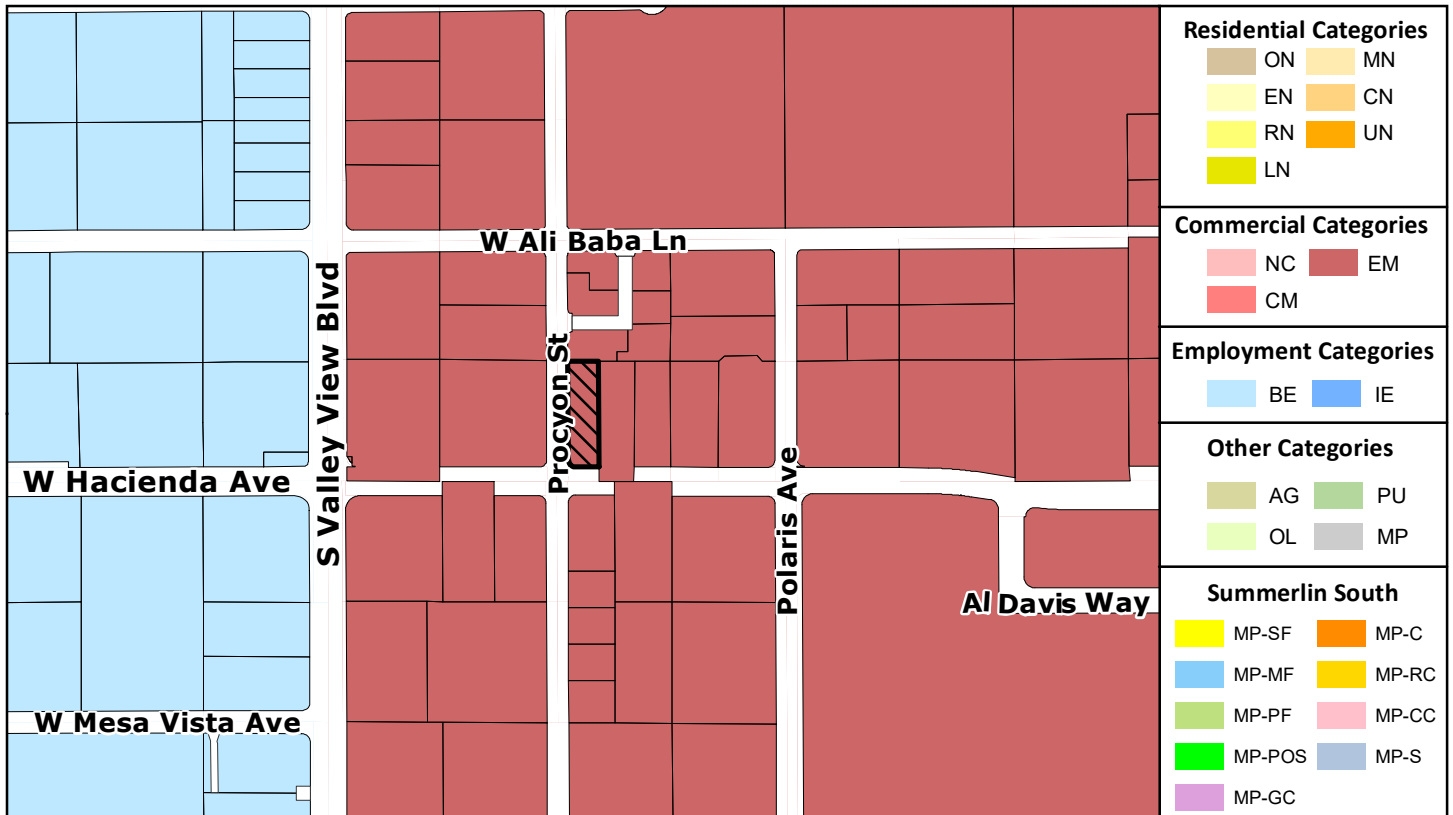 W Ali Baba Ln
S Valley View Blvd
Procyon St
W Hacienda Ave
Polaris Ave
Al Davis Way
W Mesa Vista Ave
Residential Categories
ON MN
EN CN
RN UN
LN
Commercial Categories
NC EM
CM
Employment Categories
BE IE
Other Categories
AG PU
OL MP
Summerlin South
MP-SF MP-C
MP-MF MP-RC
MP-PF MP-CC
MP-POS MP-S
MP-GC